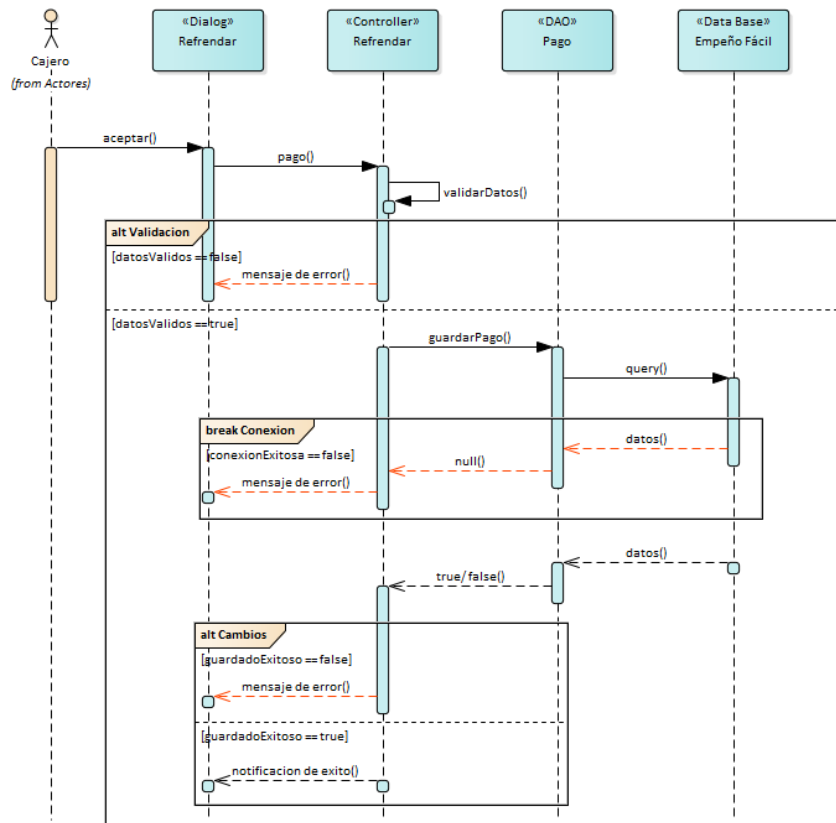 «Dialog»
Refrendar
«Controller»
Refrendar
«DAO»
Pago
«Data Base»
Empeño Fácil
Cajero
(from Actores)
aceptar()
pago()
validarDatos()
alt Validacion
[datosValidos ==false]
mensaje de error()
[datosValidos ==true]
guardarPago()
query()
break Conexion
datos()
[conexionExitosa == false]
null()
mensaje de error()
datos()
true/false()
alt Cambios
[guardadoExitoso ==false]
mensaje de error()
[guardadoExitoso ==true]
notificacion de exito()